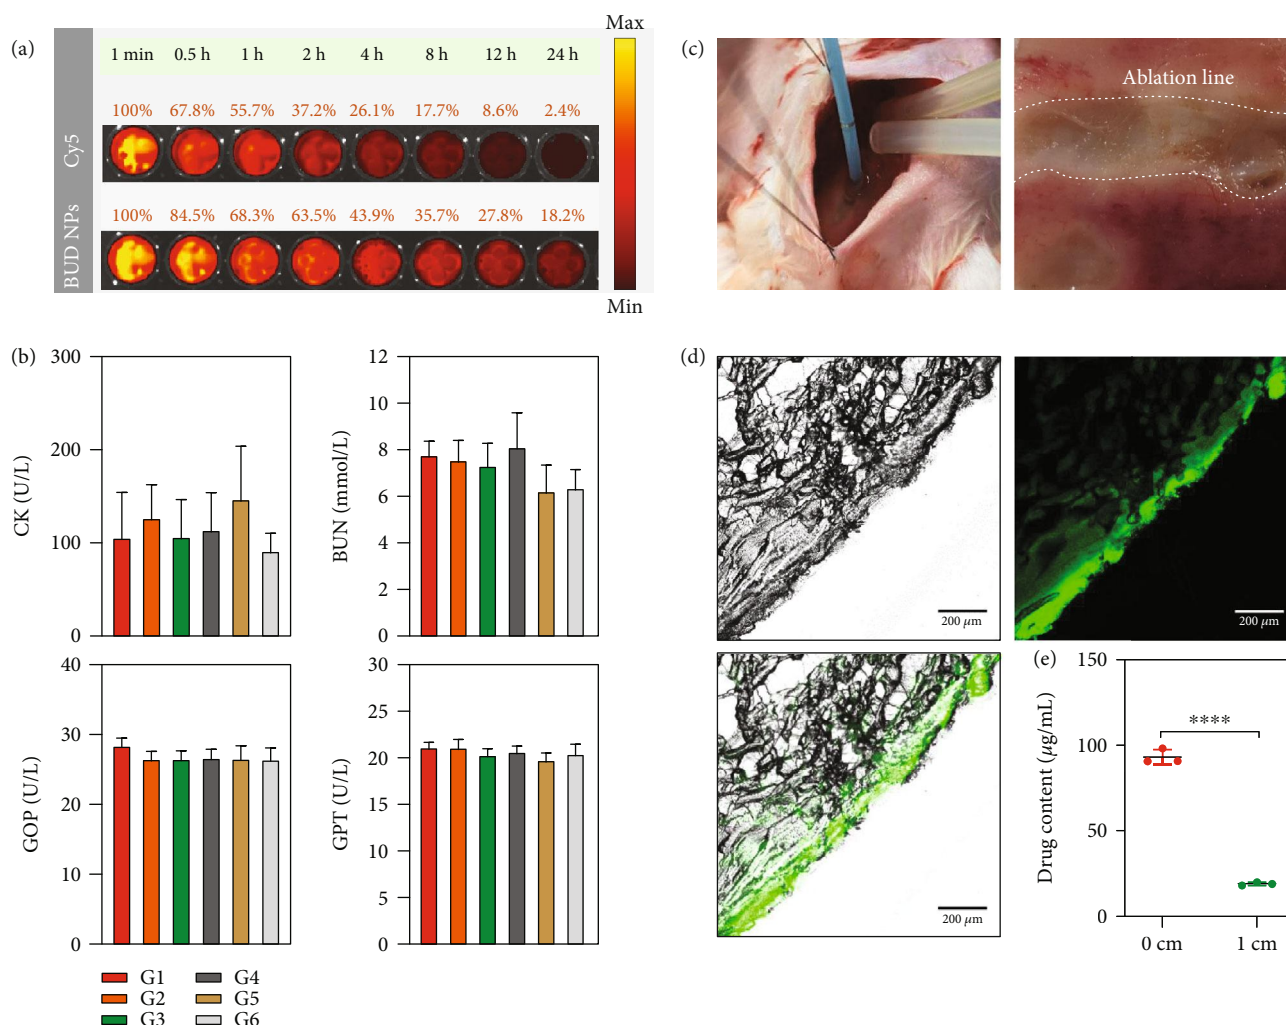 (a)
Max
1 min 0.5 h 1 h 2 h 4 h 8 h 12 h 24 h
100% 67.8% 55.7% 37.2% 26.1% 17.7% 8.6% 2.4%
Cy5
100% 84.5% 68.3% 63.5% 43.9% 35.7% 27.8% 18.2%
BUD NPs
Min
(b)
300
200
100
0
CK (U/L)
12
10
8
6
4
2
0
BUN (mmol/L)
40
30
20
10
0
GOP (U/L)
30
25
20
15
10
5
0
GPT (U/L)
G1 G4
G2 G5
G3 G6
(c)
Ablation line
(d)
200 μm
200 μm
200 μm
(e)
150
100
50
0
Drug content (μg/mL)
****
0 cm 1 cm